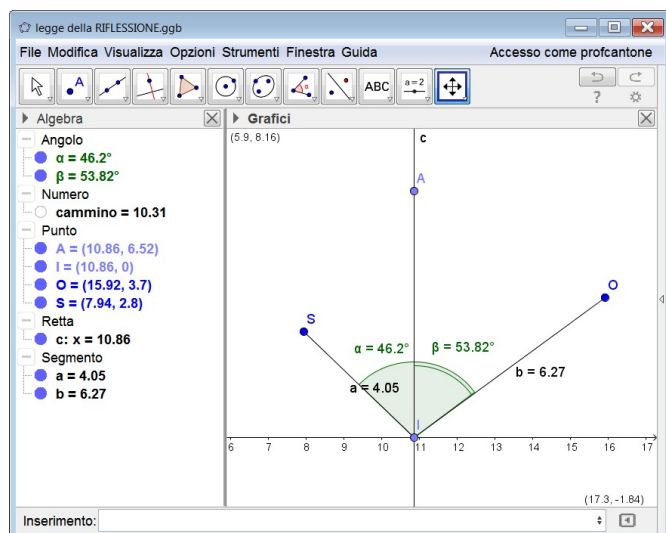 legge della RIFLESSIONE.ggb
File Modifica Visualizza Opzioni Strumenti Finestra Guida Accesso come profcantone
A
ABC
a=2
α
?
Algebra
Angolo
α = 46.2°
β = 53.82°
Numero
cammino = 10.31
Punto
A = (10.86, 6.52)
I = (10.86, 0)
O = (15.92, 3.7)
S = (7.94, 2.8)
Retta
c: x = 10.86
Segmento
a = 4.05
b = 6.27
Grafici
(5.9, 8.16)
c
A
O
S
α = 46.2° β = 53.82°
b = 6.27
a = 4.05
I
6 7 8 9 10 11 12 13 14 15 16 17
(17.3, -1.84)
Inserimento: